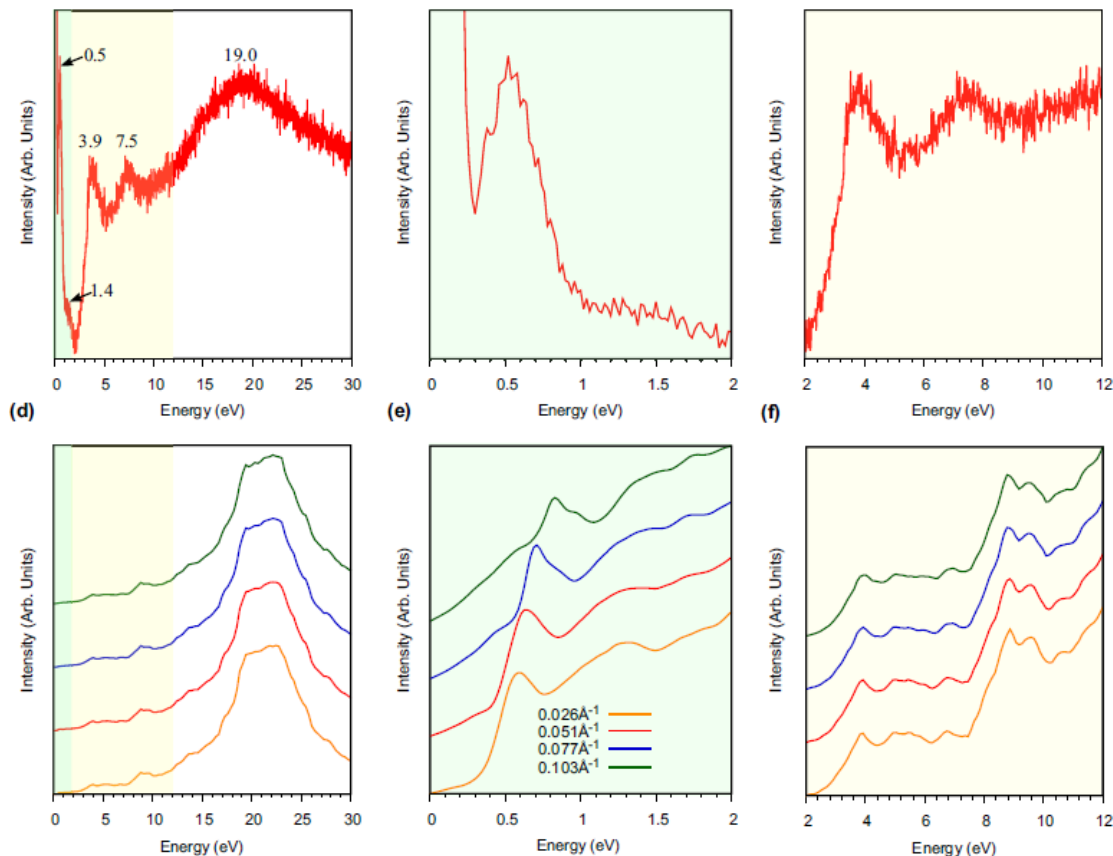 0.5
19.0
3.9
7.5
1.4
Intensity (Arb. Units)
0 5 10 15 20 25 30
Energy (eV)
Intensity (Arb. Units)
0 0.5 1 1.5 2
Energy (eV)
Intensity (Arb. Units)
2 4 6 8 10 12
Energy (eV)
(d)
(e)
(f)
Intensity (Arb. Units)
0 5 10 15 20 25 30
Energy (eV)
Intensity (Arb. Units)
0.026Å-1
0.051Å-1
0.077Å-1
0.103Å-1
0 0.5 1 1.5 2
Energy (eV)
Intensity (Arb. Units)
2 4 6 8 10 12
Energy (eV)